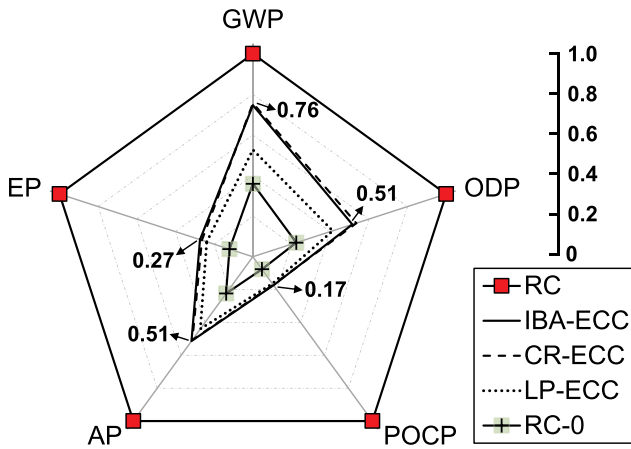 GWP
1.0
0.8
0.76
0.6
0.4
0.51
EP
ODP
0.2
0.27
0
0.17
RC
IBA-ECC
0.51
CR-ECC
LP-ECC
AP
POCP
RC-0